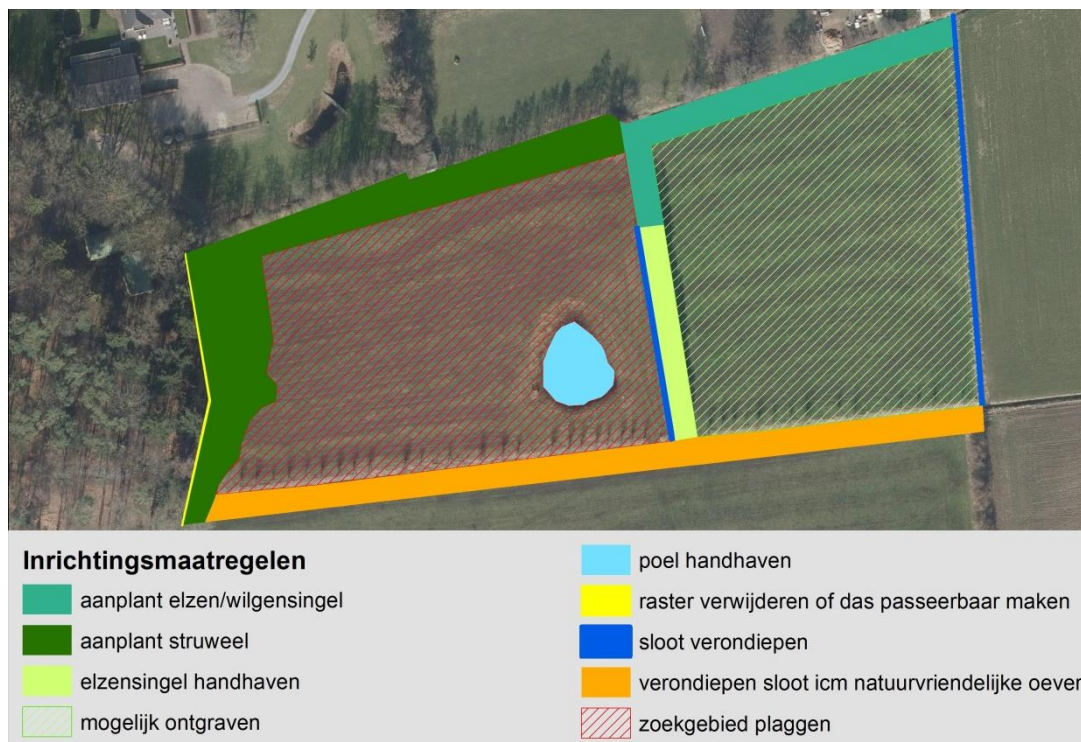 Inrichtingsmaatregelen
aanplant elzen/wilgensingel
aanplant struweel
elzensingel handhaven
mogelijk ontgraven
poel handhaven
raster verwijderen of das passeerbaar maken
sloot verondiepen
verondiepen sloot icm natuurvriendelijke oever
zoekgebied plaggen